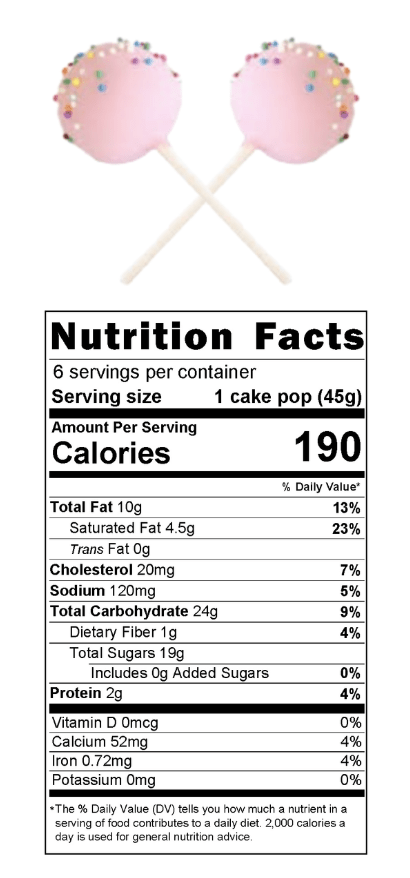 Nutrition Facts
6 servings per container
Serving size 1 cake pop (45g)
Amount Per Serving
Calories 190
% Daily Value*
Total Fat 10g 13%
Saturated Fat 4.5g 23%
Trans Fat 0g
Cholesterol 20mg 7%
Sodium 120mg 5%
Total Carbohydrate 24g 9%
Dietary Fiber 1g 4%
Total Sugars 19g
Includes 0g Added Sugars 0%
Protein 2g 4%
Vitamin D 0mcg 0%
Calcium 52mg 4%
Iron 0.72mg 4%
Potassium 0mg 0%
*The % Daily Value (DV) tells you how much a nutrient in a
serving of food contributes to a daily diet. 2,000 calories a
day is used for general nutrition advice.